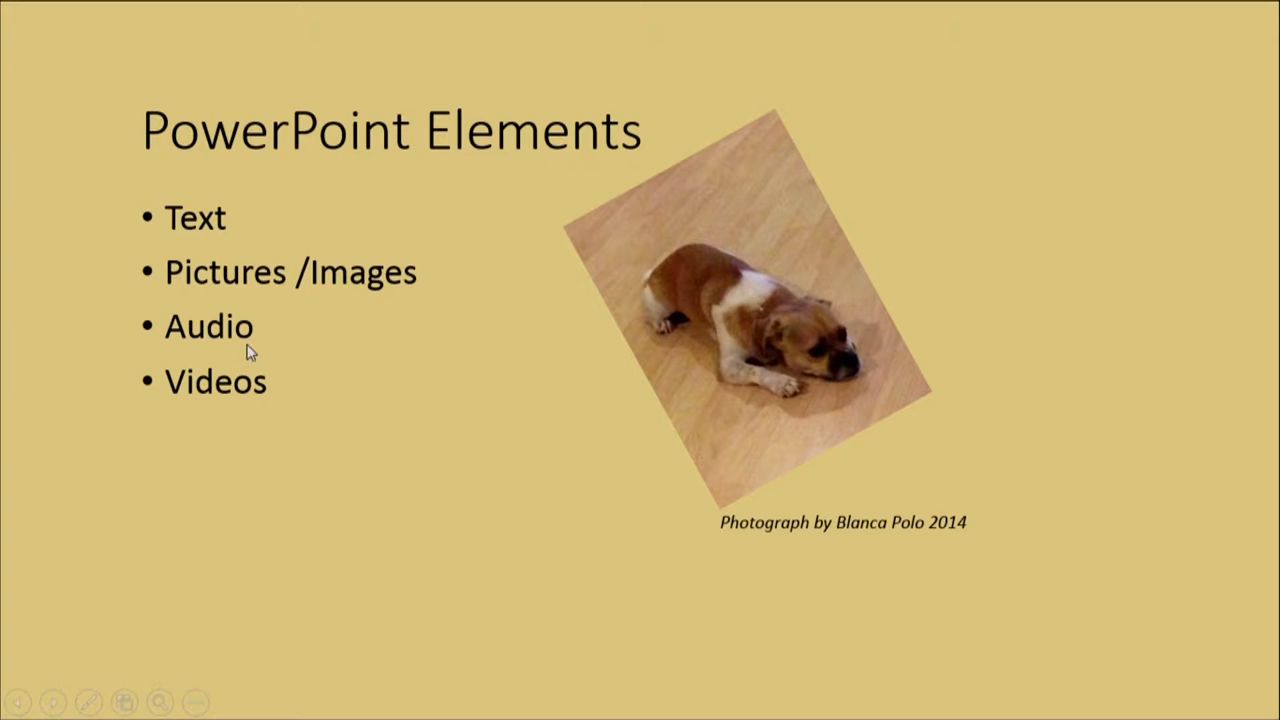 PowerPoint Elements
• Text
• Pictures /Images
• Audio
• Videos
Photograph by Blanca Polo 2014